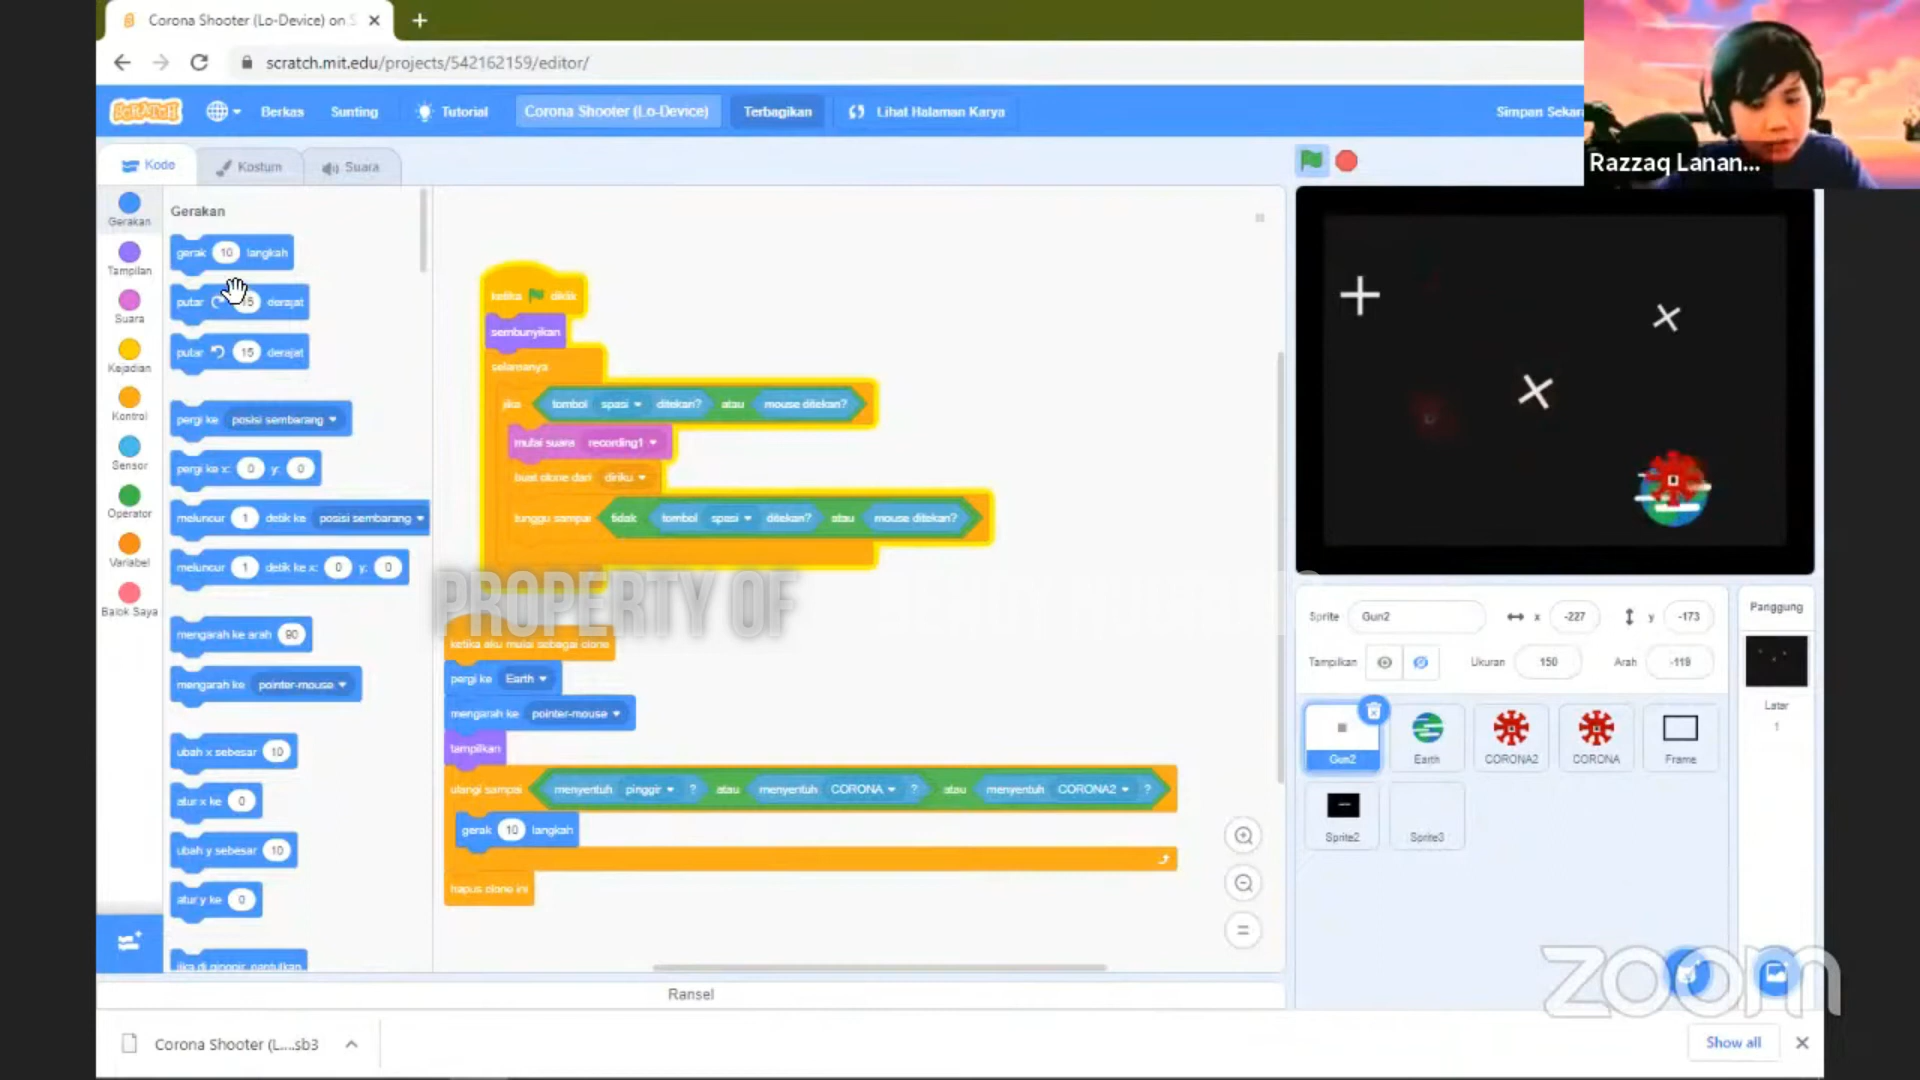 Corona Shooter (Lo-Device) on S
scratch.mit.edu/projects/542162159/editor/
SCRATCH
Berkas
Sunting
Tutorial
Corona Shooter (Lo-Device)
Terbagikan
Lihat Halaman Karya
Simpan Sekar
Razzaq Lanan...
Kode
Kostum
Suara
Gerakan
Tampilan
Suara
Kejadian
Kontrol
Sensor
Operator
Variabel
Balok Saya
Gerakan
gerak 10 langkah
putar 15 derajat
putar 15 derajat
pergi ke posisi sembarang
pergi ke x: 0 y: 0
meluncur 1 detik ke posisi sembarang
meluncur 1 detik ke x: 0 y: 0
mengarah ke arah 90
mengarah ke pointer-mouse
ubah x sebesar 10
atur x ke 0
ubah y sebesar 10
atur y ke 0
jika di pinggir, pantulkan
ketika diklik
sembunyikan
selamanya
jika tombol spasi ditekan? atau mouse ditekan?
mulai suara recording1
buat clone dari diriku
tunggu sampai tidak tombol spasi ditekan? atau mouse ditekan?
PROPERTY OF
ketika aku mulai sebagai clone
pergi ke Earth
mengarah ke pointer-mouse
tampilkan
ulangi sampai menyentuh pinggir ? atau menyentuh CORONA ? atau menyentuh CORONA2 ?
gerak 10 langkah
hapus clone ini
Sprite Gun2 x -227 y -173
Tampilkan Ukuran 150 Arah -119
Panggung
Latar
1
Gun2
Earth
CORONA2
CORONA
Frame
Sprite2
Sprite3
Ransel
zoom
Corona Shooter (L....sb3
Show all